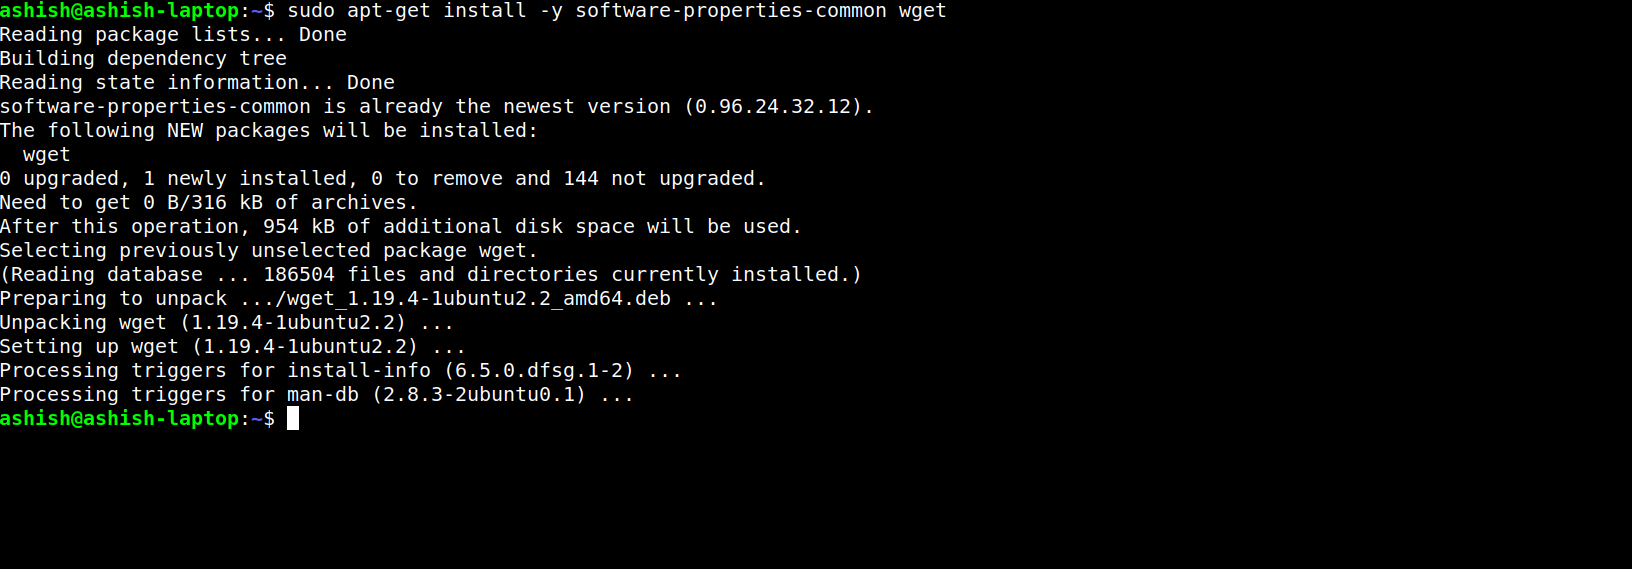 ashish@ashish-laptop:~$ sudo apt-get install -y software-properties-common wget
Reading package lists... Done
Building dependency tree
Reading state information... Done
software-properties-common is already the newest version (0.96.24.32.12).
The following NEW packages will be installed:
  wget
0 upgraded, 1 newly installed, 0 to remove and 144 not upgraded.
Need to get 0 B/316 kB of archives.
After this operation, 954 kB of additional disk space will be used.
Selecting previously unselected package wget.
(Reading database ... 186504 files and directories currently installed.)
Preparing to unpack .../wget_1.19.4-1ubuntu2.2_amd64.deb ...
Unpacking wget (1.19.4-1ubuntu2.2) ...
Setting up wget (1.19.4-1ubuntu2.2) ...
Processing triggers for install-info (6.5.0.dfsg.1-2) ...
Processing triggers for man-db (2.8.3-2ubuntu0.1) ...
ashish@ashish-laptop:~$